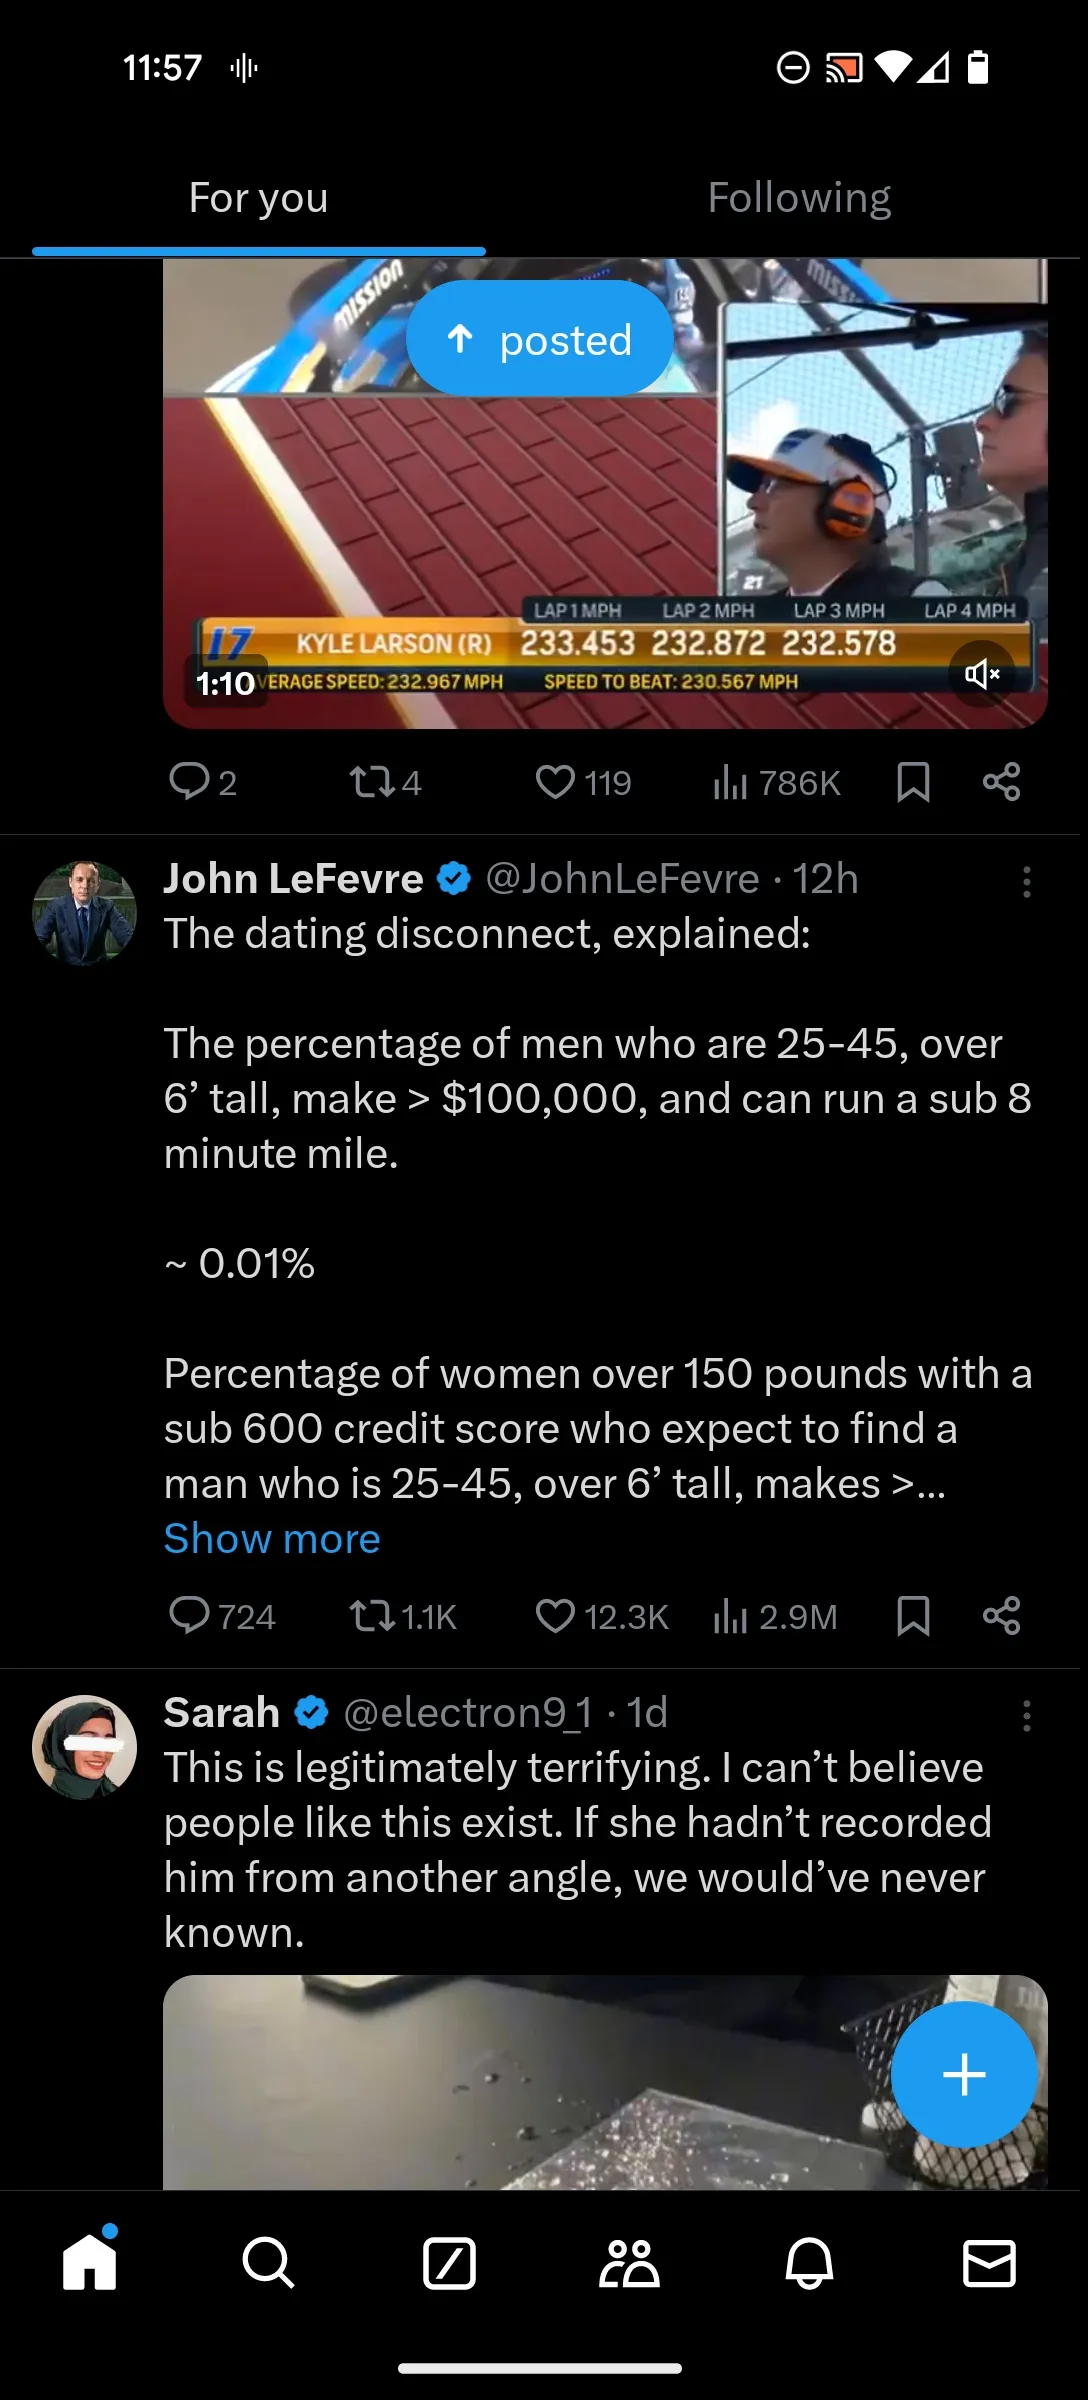 11:57
For you
Following
mission
miss
posted
21
LAP 1 MPH LAP 2 MPH LAP 3 MPH LAP 4 MPH
17 KYLE LARSON (R) 233.453 232.872 232.578
1:10 VERAGE SPEED: 232.967 MPH SPEED TO BEAT: 230.567 MPH
2 4 119 786K
John LeFevre @JohnLeFevre · 12h
The dating disconnect, explained:
The percentage of men who are 25-45, over
6’ tall, make > $100,000, and can run a sub 8
minute mile.
~ 0.01%
Percentage of women over 150 pounds with a
sub 600 credit score who expect to find a
man who is 25-45, over 6’ tall, makes >...
Show more
724 1.1K 12.3K 2.9M
Sarah @electron9_1 · 1d
This is legitimately terrifying. I can’t believe
people like this exist. If she hadn’t recorded
him from another angle, we would’ve never
known.